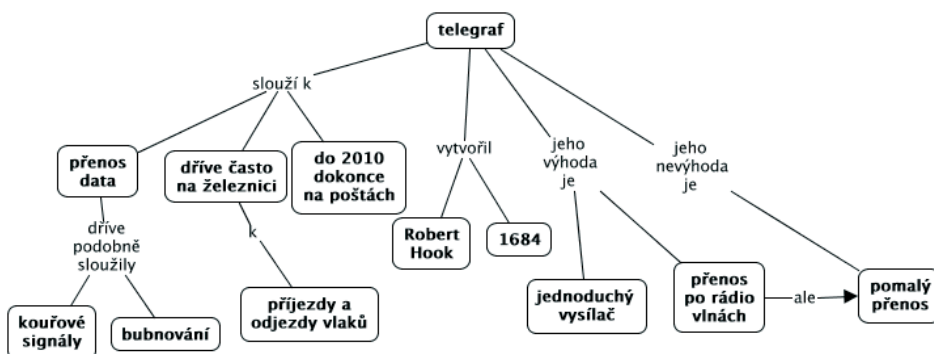 telegraf
slouží k
přenos
data
dříve často
na železnici
do 2010
dokonce
na poštách
vytvořil
jeho
výhoda
je
jeho
nevýhoda
je
dříve
podobně
sloužily
k
Robert
Hook
1684
kouřové
signály
bubnování
příjezdy a
odjezdy vlaků
jednoduchý
vysílač
přenos
po rádio
vlnách
ale
pomalý
přenos